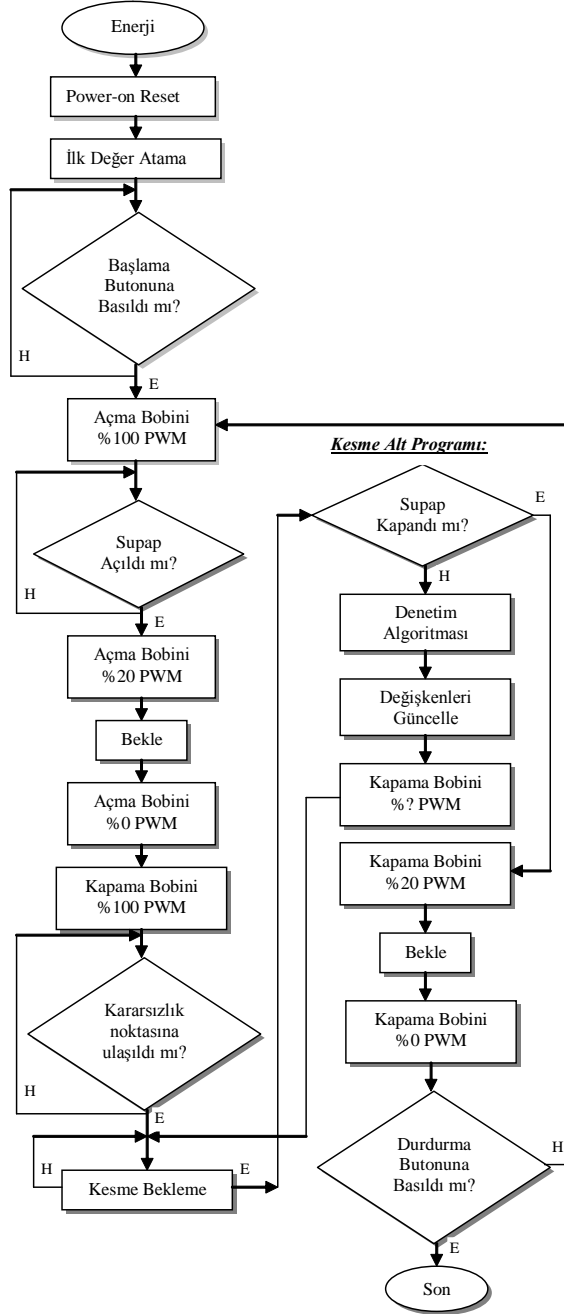 Enerji
Power-on Reset
İlk Değer Atama
Başlama
Butonuna
Basıldı mı?
H
E
Açma Bobini
%100 PWM
Supap
Açıldı mı?
H
E
Açma Bobini
%20 PWM
Bekle
Açma Bobini
%0 PWM
Kapama Bobini
%100 PWM
Kararsızlık
noktasına
ulaşıldı mı?
H
E
H
E
Kesme Bekleme
Kesme Alt Programı:
Supap
Kapandı mı?
E
H
Denetim
Algoritması
Değişkenleri
Güncelle
Kapama Bobini
%? PWM
Kapama Bobini
%20 PWM
Bekle
Kapama Bobini
%0 PWM
Durdurma
Butonuna
Basıldı mı?
H
E
Son